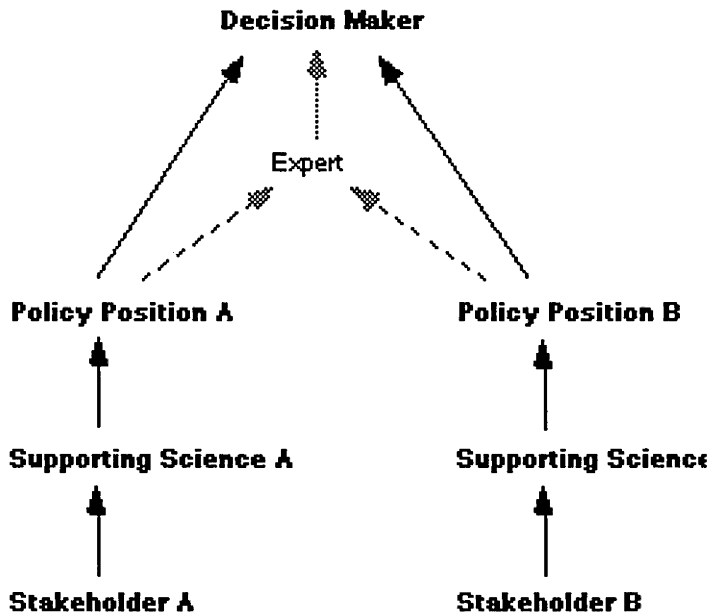 Decision Maker
Expert
Policy Position A Policy Position B
Supporting Science A Supporting Science
Stakeholder A Stakeholder B